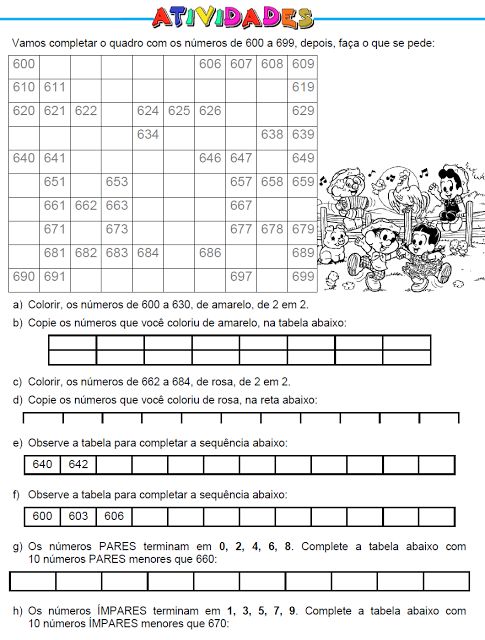 ATIVIDADES
Vamos completar o quadro com os números de 600 a 699, depois, faça o que se pede:
600 606 607 608 609
610 611 619
620 621 622 624 625 626 629
634 638 639
640 641 646 647 649
651 653 657 658 659
661 662 663 667
671 673 677 678 679
681 682 683 684 686 689
690 691 697 699
a) Colorir, os números de 600 a 630, de amarelo, de 2 em 2.
b) Copie os números que você coloriu de amarelo, na tabela abaixo:
c) Colorir, os números de 662 a 684, de rosa, de 2 em 2.
d) Copie os números que você coloriu de rosa, na reta abaixo:
e) Observe a tabela para completar a sequência abaixo:
640 642
f) Observe a tabela para completar a sequência abaixo:
600 603 606
g) Os números PARES terminam em 0, 2, 4, 6, 8. Complete a tabela abaixo com
10 números PARES menores que 660:
h) Os números ÍMPARES terminam em 1, 3, 5, 7, 9. Complete a tabela abaixo com
10 números ÍMPARES menores que 670: